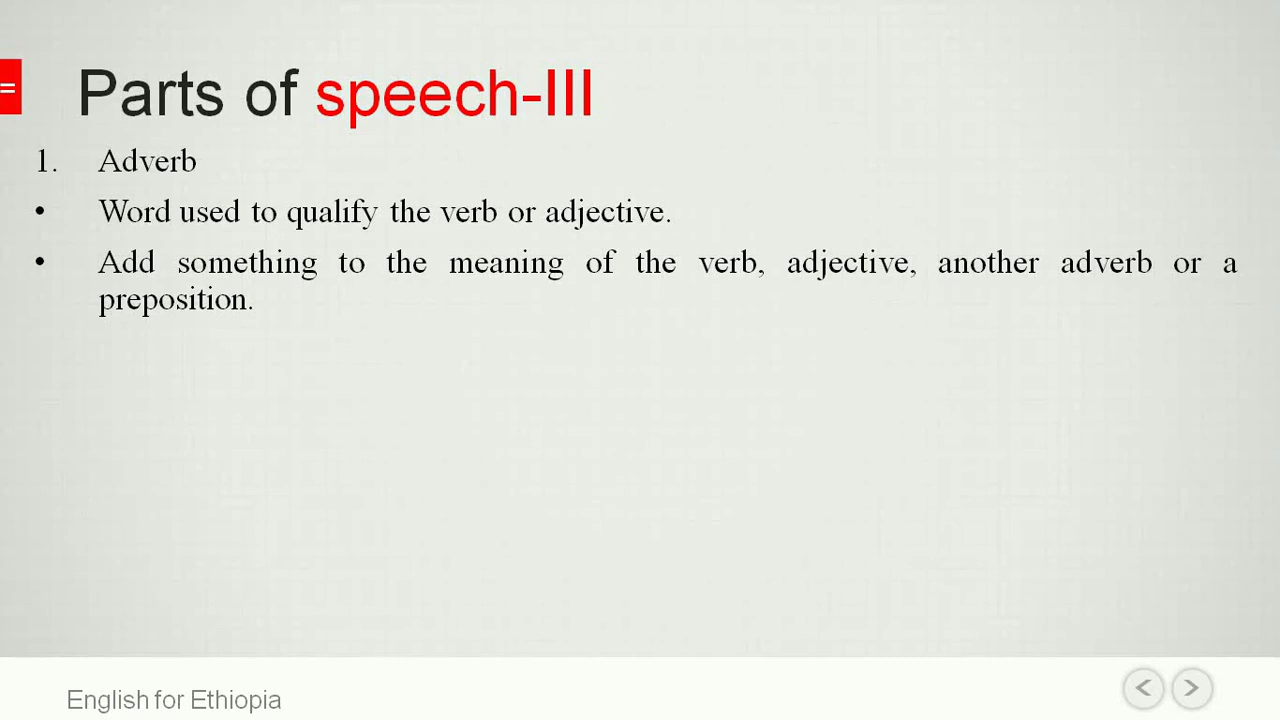 Parts of speech-III
1. Adverb
• Word used to qualify the verb or adjective.
• Add something to the meaning of the verb, adjective, another adverb or a
preposition.
English for Ethiopia